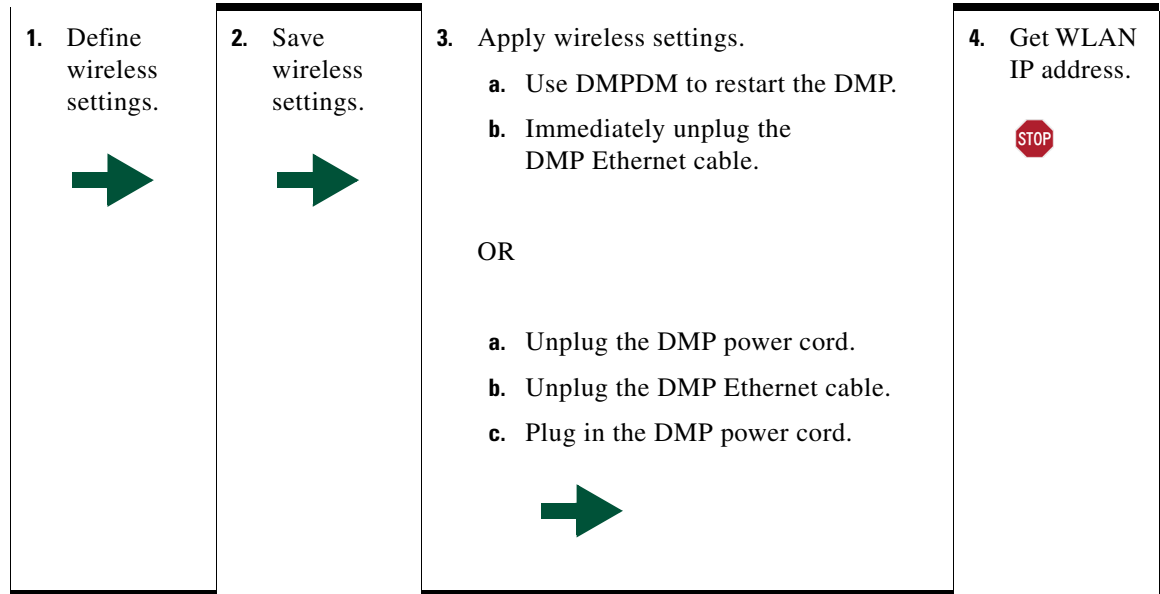 1. Define
wireless
settings.
2. Save
wireless
settings.
3. Apply wireless settings.
a. Use DMPDM to restart the DMP.
b. Immediately unplug the
DMP Ethernet cable.
OR
a. Unplug the DMP power cord.
b. Unplug the DMP Ethernet cable.
c. Plug in the DMP power cord.
4. Get WLAN
IP address.
STOP